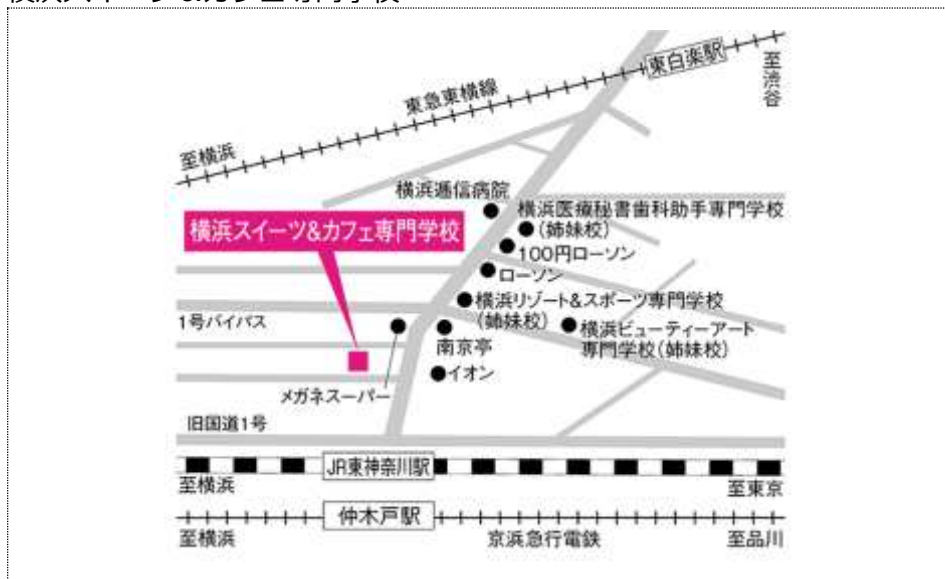 東白楽駅
至渋谷
東急東横線
至横浜
横浜逓信病院
横浜医療秘書歯科助手専門学校
(姉妹校)
横浜スイーツ&カフェ専門学校
100円ローソン
ローソン
横浜リゾート&スポーツ専門学校
(姉妹校)
1号バイパス
横浜ビューティーアート
専門学校(姉妹校)
南京亭
イオン
メガネスーパー
旧国道1号
JR東神奈川駅
至横浜
至東京
仲木戸駅
至横浜
京浜急行電鉄
至品川